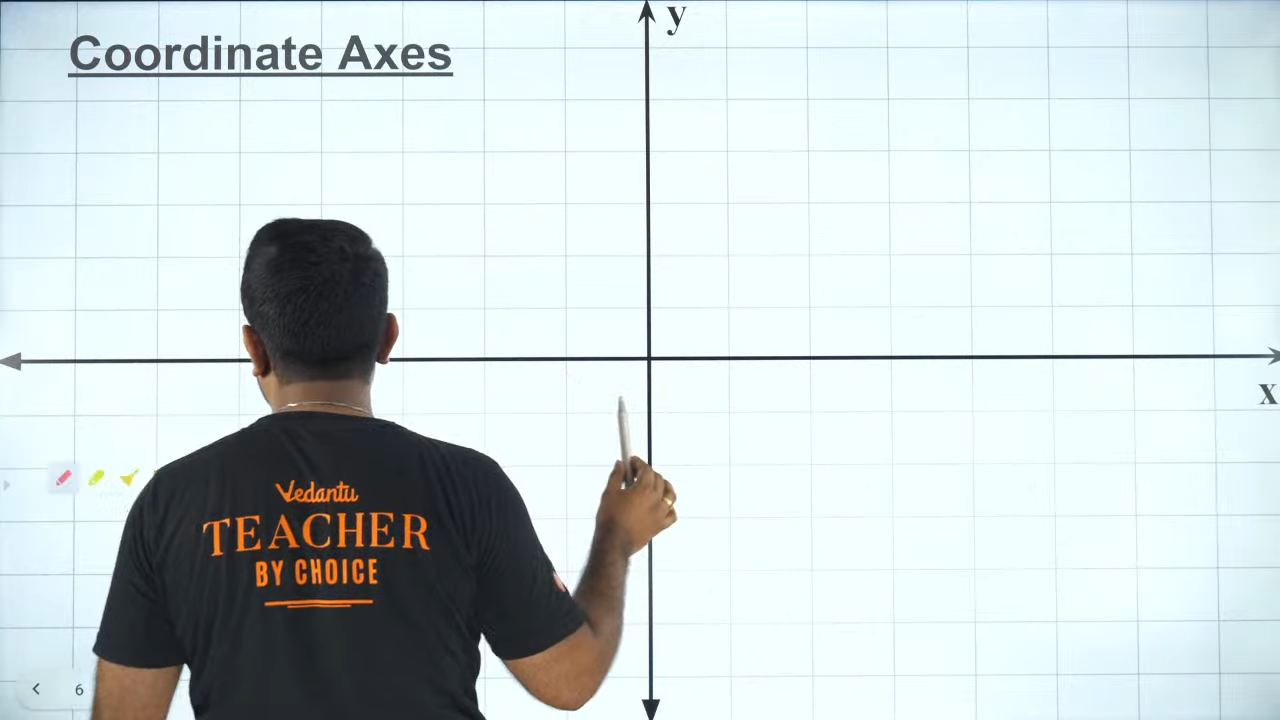 Coordinate Axes
y
x
Vedantu
TEACHER
BY CHOICE
6